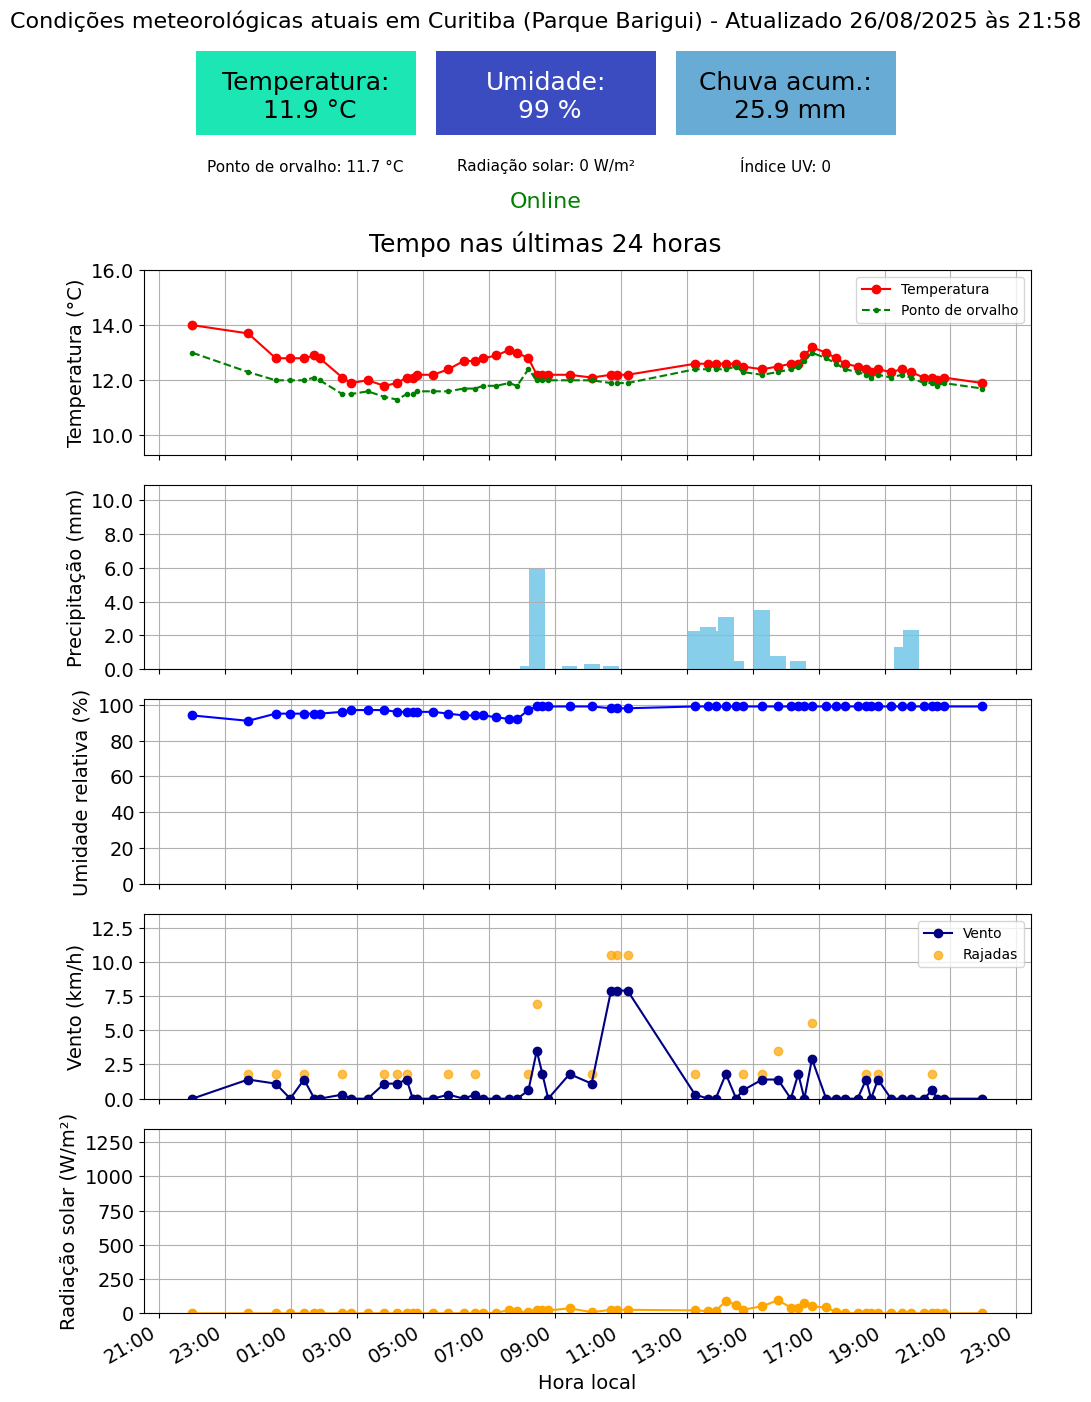 Condições meteorológicas atuais em Curitiba (Parque Barigui) - Atualizado 26/08/2025 às 21:58
Temperatura:
11.9 °C
Umidade:
99 %
Chuva acum.:
25.9 mm
Ponto de orvalho: 11.7 °C
Radiação solar: 0 W/m²
Índice UV: 0
Online
Tempo nas últimas 24 horas
Temperatura (°C)
16.0
14.0
12.0
10.0
Temperatura
Ponto de orvalho
Precipitação (mm)
10.0
8.0
6.0
4.0
2.0
0.0
Umidade relativa (%)
100
80
60
40
20
0
Vento (km/h)
12.5
10.0
7.5
5.0
2.5
0.0
Vento
Rajadas
Radiação solar (W/m²)
1250
1000
750
500
250
0
21:00
23:00
01:00
03:00
05:00
07:00
09:00
11:00
13:00
15:00
17:00
19:00
21:00
23:00
Hora local